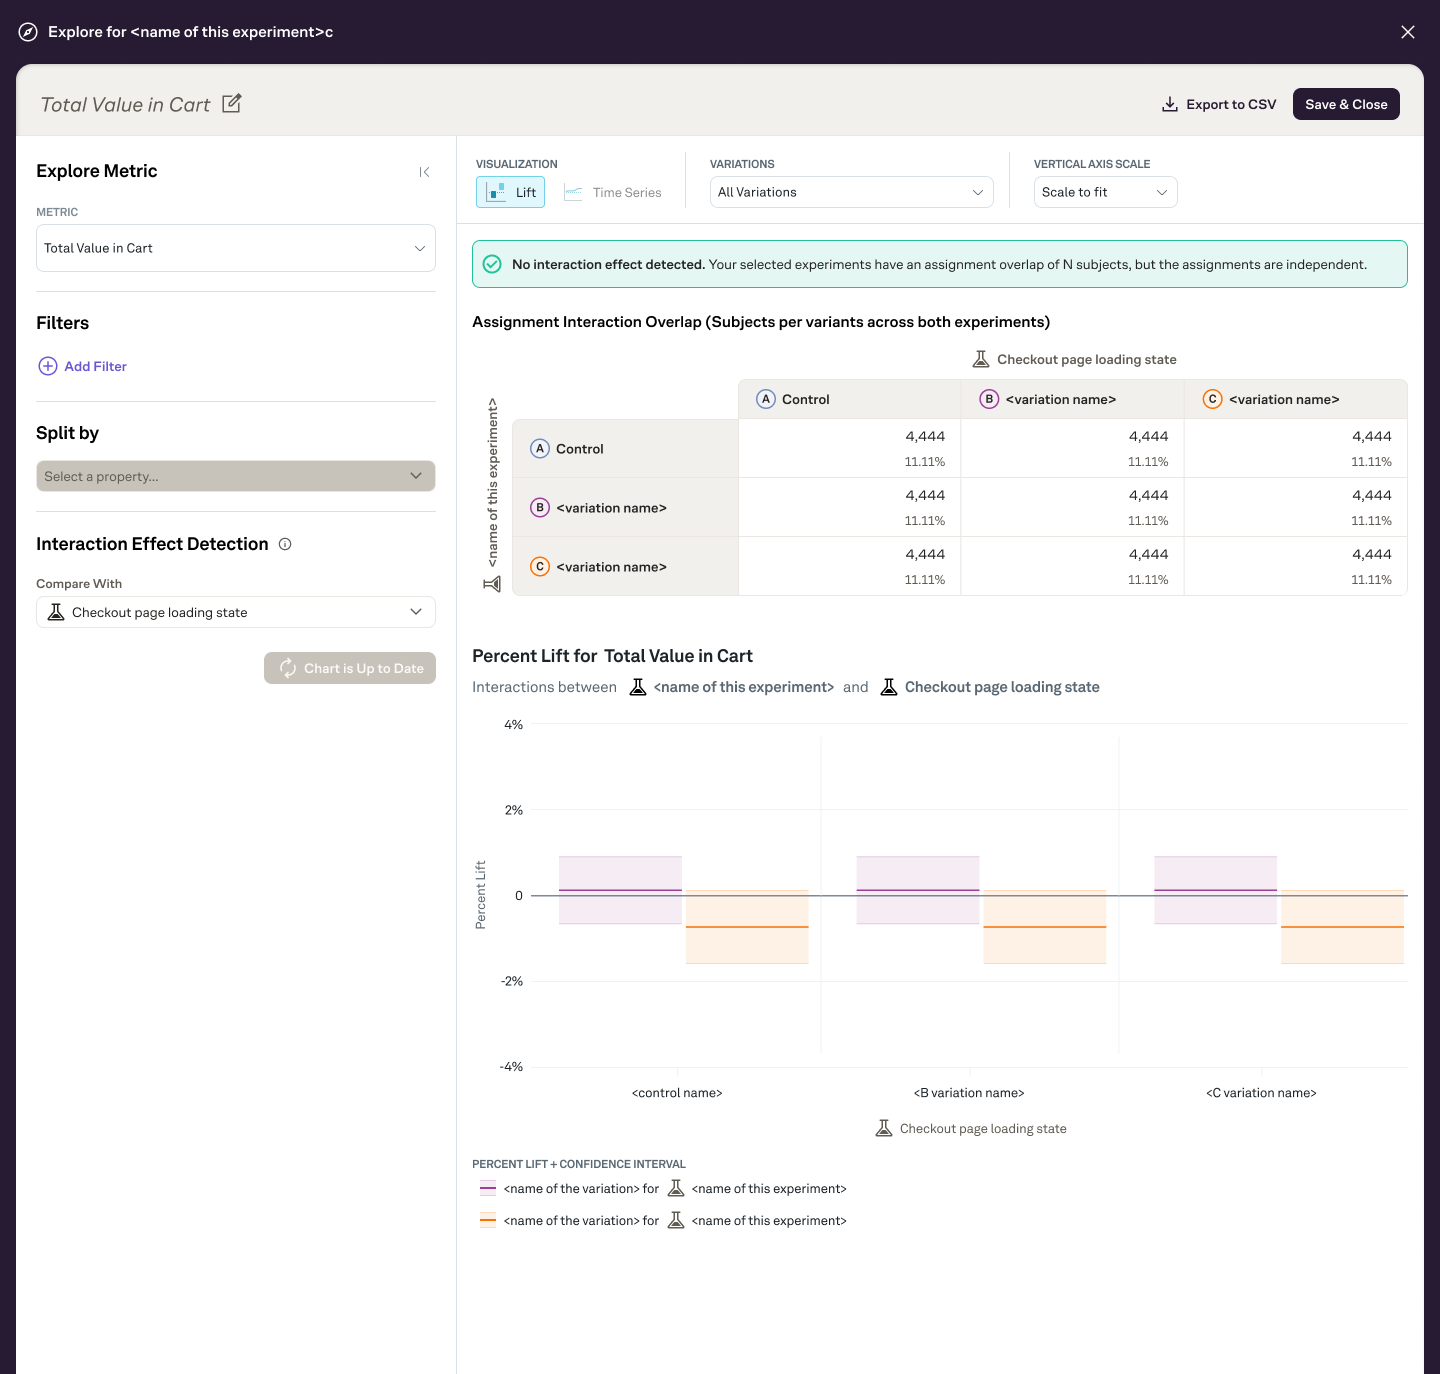 Explore for <name of this experiment>c
Total Value in Cart
Export to CSV
Save & Close
Explore Metric
METRIC
Total Value in Cart
Filters
Add Filter
Split by
Select a property...
Interaction Effect Detection
Compare With
Checkout page loading state
Chart is Up to Date
VISUALIZATION
Lift
Time Series
VARIATIONS
All Variations
VERTICAL AXIS SCALE
Scale to fit
No interaction effect detected. Your selected experiments have an assignment overlap of N subjects, but the assignments are independent.
Assignment Interaction Overlap (Subjects per variants across both experiments)
Checkout page loading state
<name of this experiment>
A Control
B <variation name>
C <variation name>
A Control
4,444
11.11%
4,444
11.11%
4,444
11.11%
B <variation name>
4,444
11.11%
4,444
11.11%
4,444
11.11%
C <variation name>
4,444
11.11%
4,444
11.11%
4,444
11.11%
Percent Lift for Total Value in Cart
Interactions between <name of this experiment> and Checkout page loading state
Percent Lift
4%
2%
0
-2%
-4%
<control name>
<B variation name>
<C variation name>
Checkout page loading state
PERCENT LIFT + CONFIDENCE INTERVAL
<name of the variation> for <name of this experiment>
<name of the variation> for <name of this experiment>